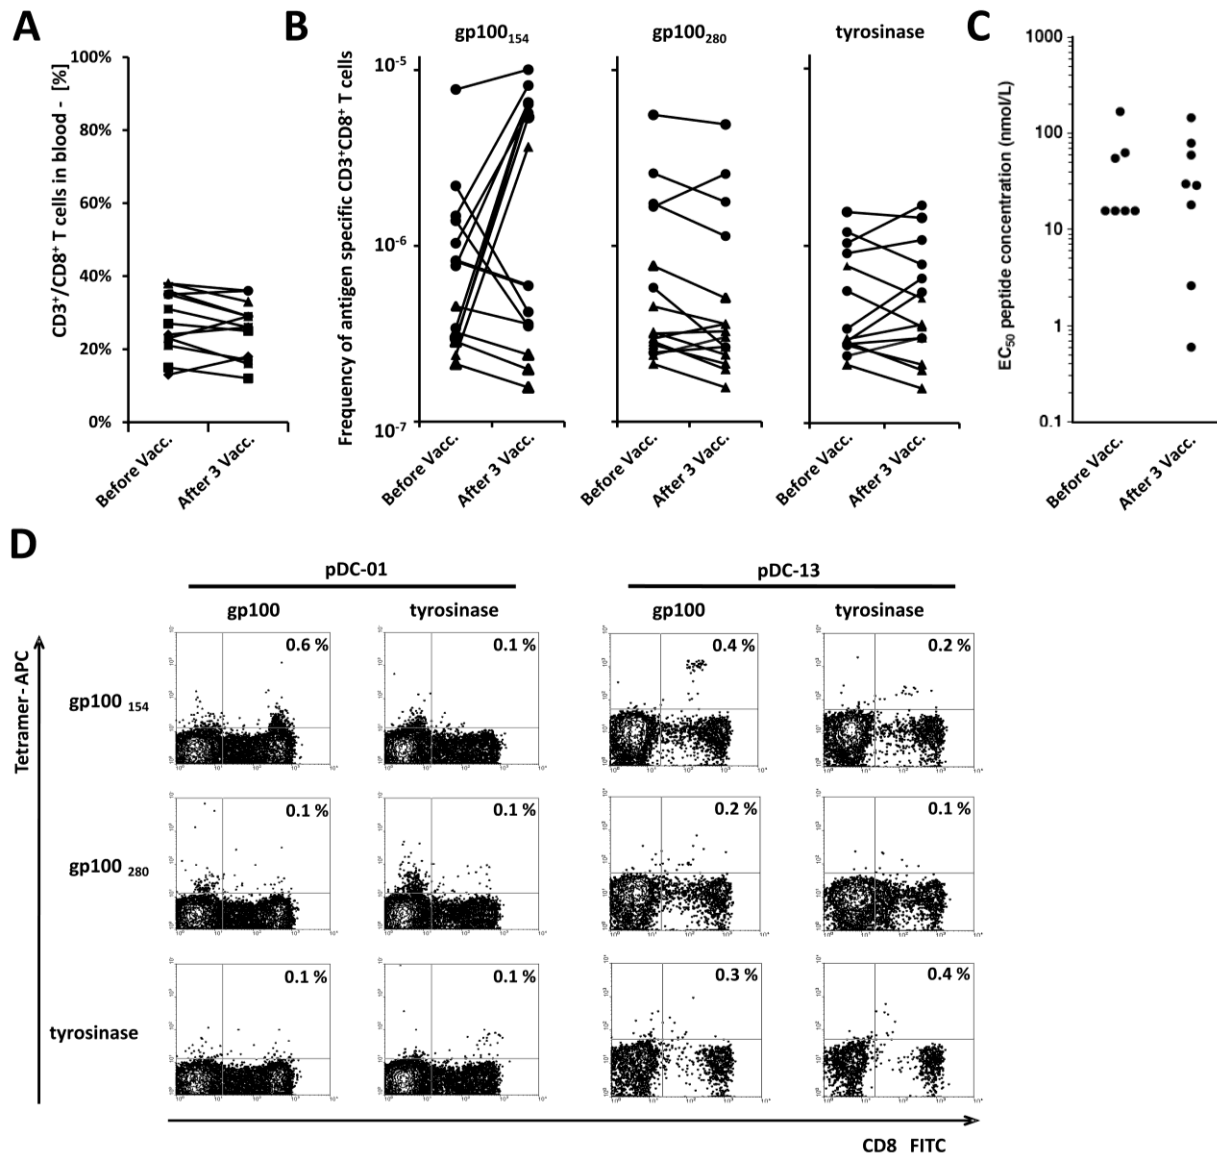 A
B
C
gp100154
gp100280
tyrosinase
CD3+/CD8+ T cells in blood - [%]
100%
80%
60%
40%
20%
0%
Before Vacc.
After 3 Vacc.
Frequency of antigen specific CD3+CD8+ T cells
10-5
10-6
10-7
Before Vacc.
After 3 Vacc.
Before Vacc.
After 3 Vacc.
Before Vacc.
After 3 Vacc.
EC50 peptide concentration (nmol/L)
1000
100
10
1
0.1
Before Vacc.
After 3 Vacc.
D
pDC-01
pDC-13
gp100
tyrosinase
gp100
tyrosinase
Tetramer-APC
gp100 154
0.6 %
0.1 %
0.4 %
0.2 %
gp100 280
0.1 %
0.1 %
0.2 %
0.1 %
tyrosinase
0.1 %
0.1 %
0.3 %
0.4 %
CD8 FITC